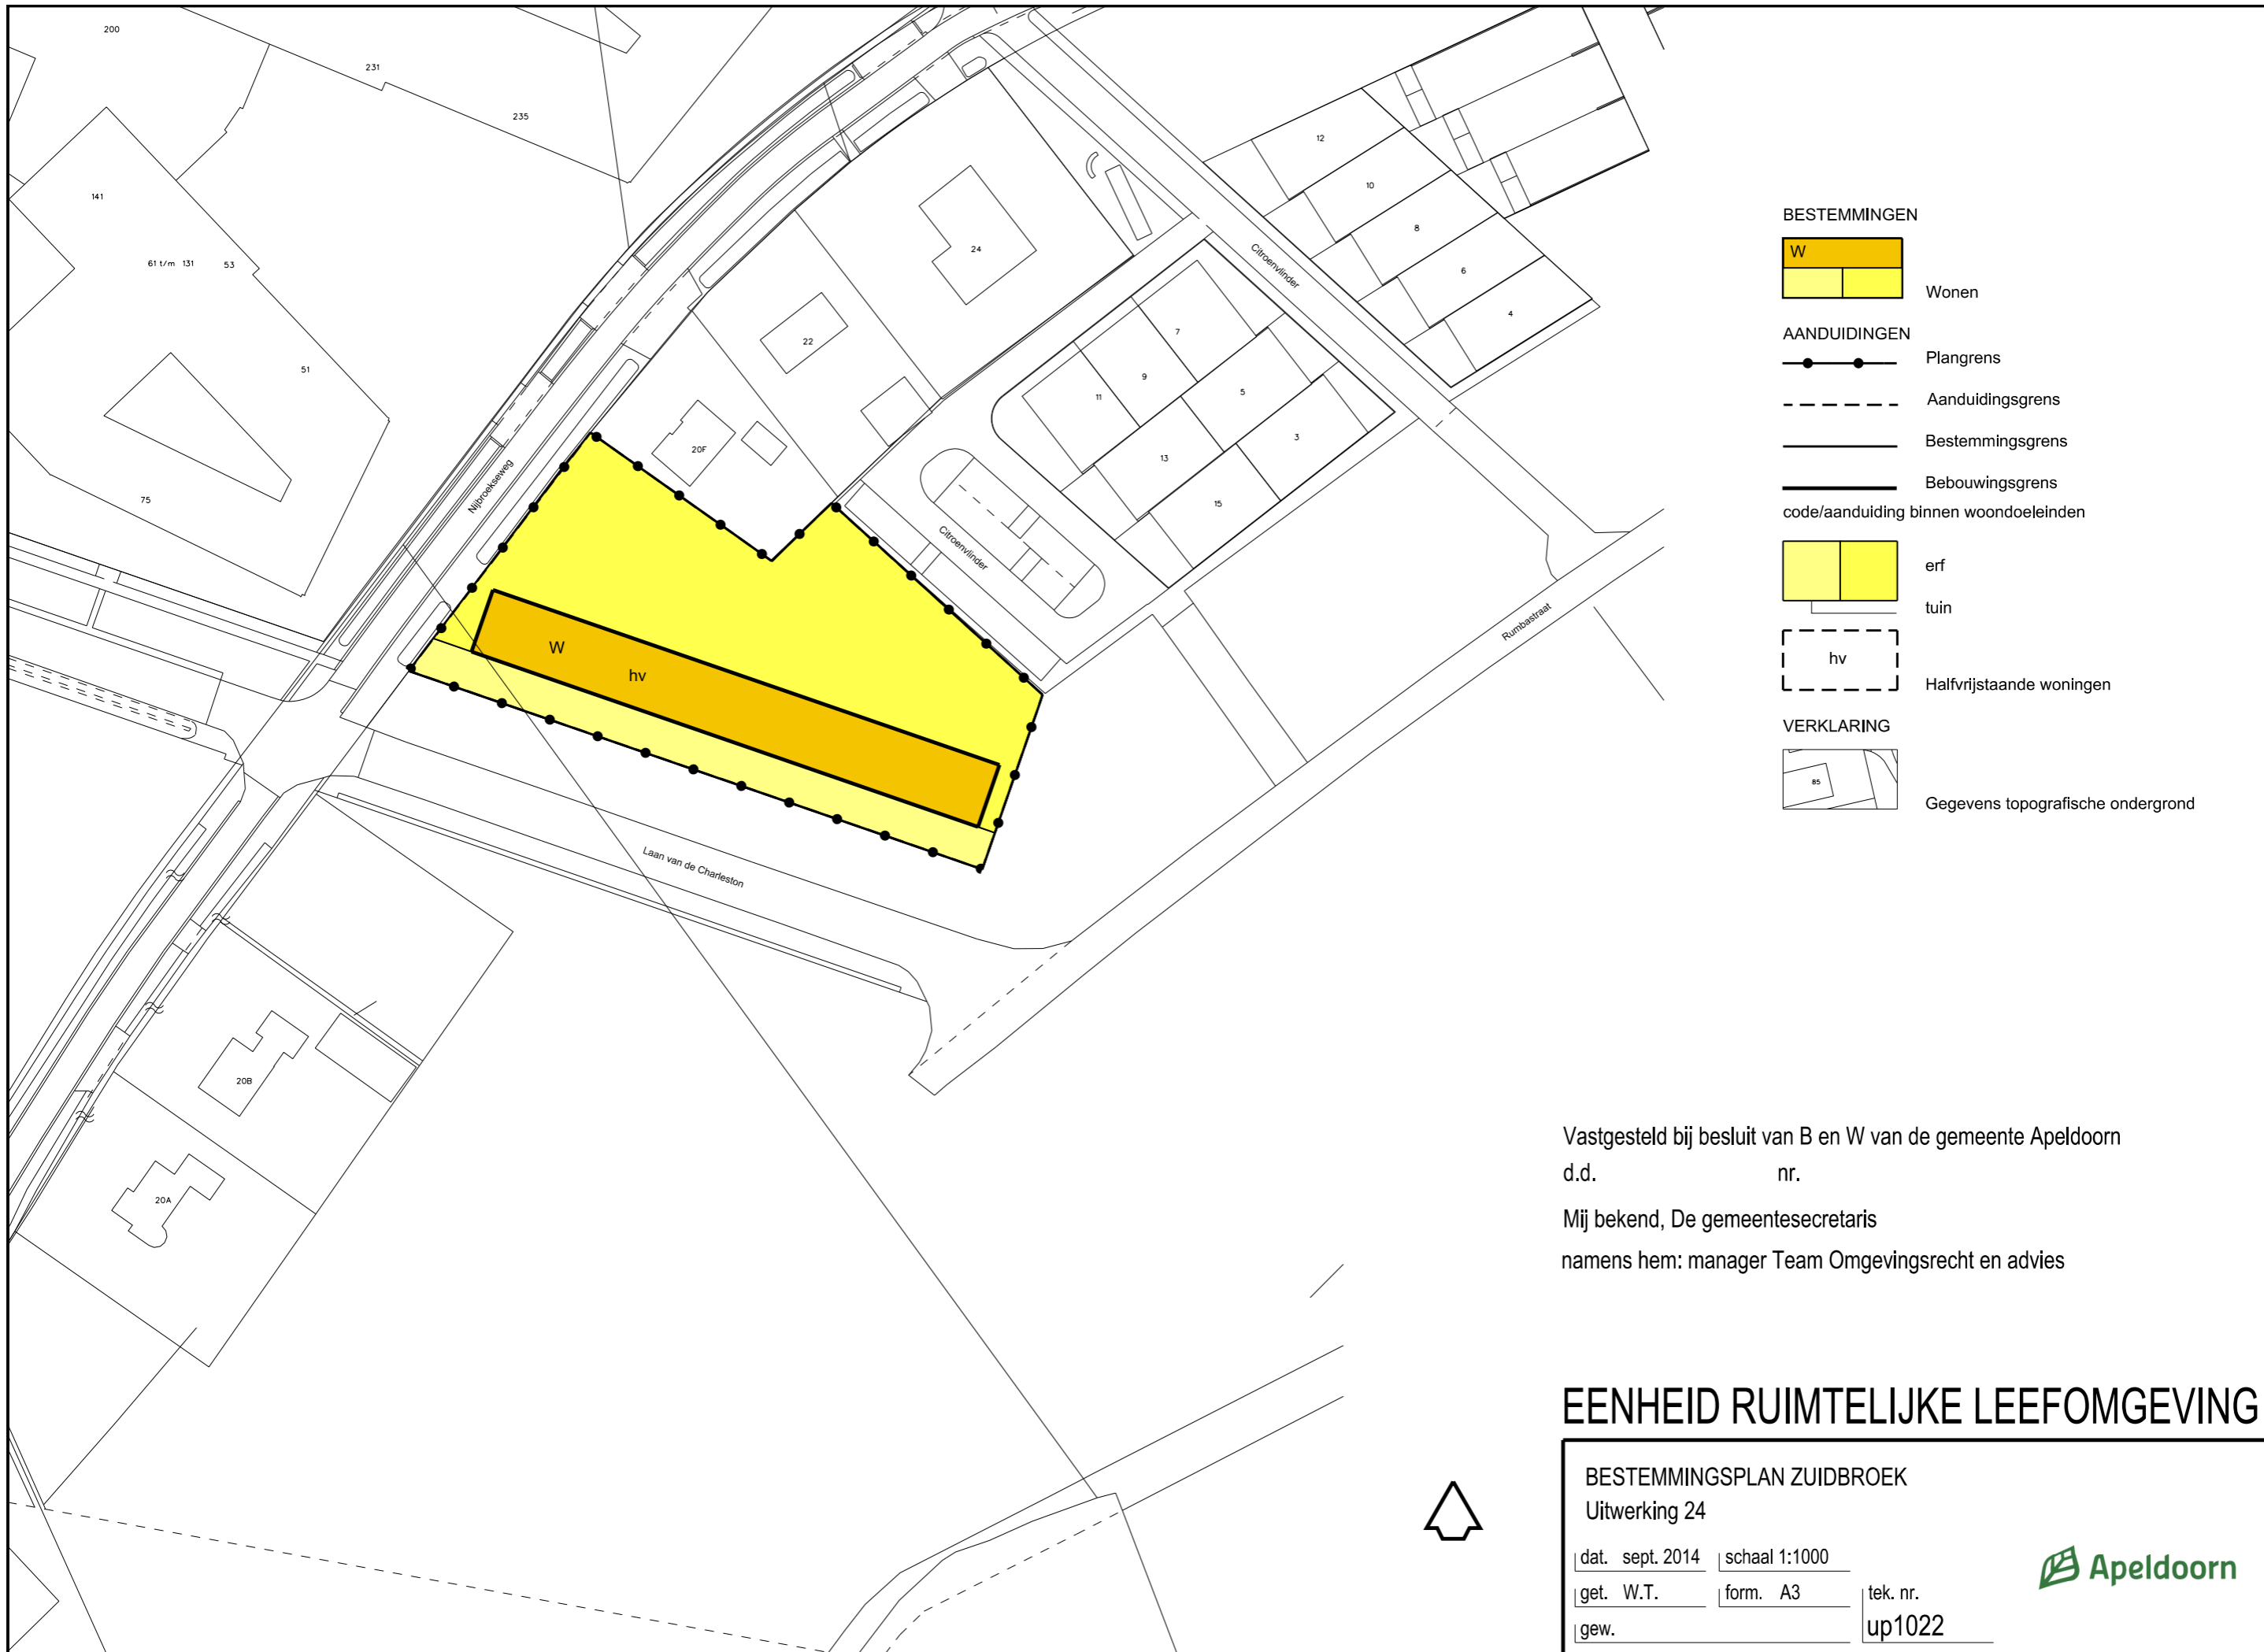 200
231
235
141
61 t/m 131
53
51
75
Nijbroekseweg
24
22
20F
12
10
8
6
4
Citroenvlinder
7
9
11
5
3
13
15
Citroenvlinder
Rumbastraat
W
hv
Laan van de Charleston
20B
20A
BESTEMMINGEN
W
Wonen
AANDUIDINGEN
Plangrens
Aanduidingsgrens
Bestemmingsgrens
Bebouwingsgrens
code/aanduiding binnen woondoeleinden
erf
tuin
hv
Halfvrijstaande woningen
VERKLARING
85
Gegevens topografische ondergrond
Vastgesteld bij besluit van B en W van de gemeente Apeldoorn
d.d. nr.
Mij bekend, De gemeentesecretaris
namens hem: manager Team Omgevingsrecht en advies
EENHEID RUIMTELIJKE LEEFOMGEVING
BESTEMMINGSPLAN ZUIDBROEK
Uitwerking 24
dat. sept. 2014 schaal 1:1000
get. W.T. form. A3 tek. nr.
gew. up1022
Apeldoorn